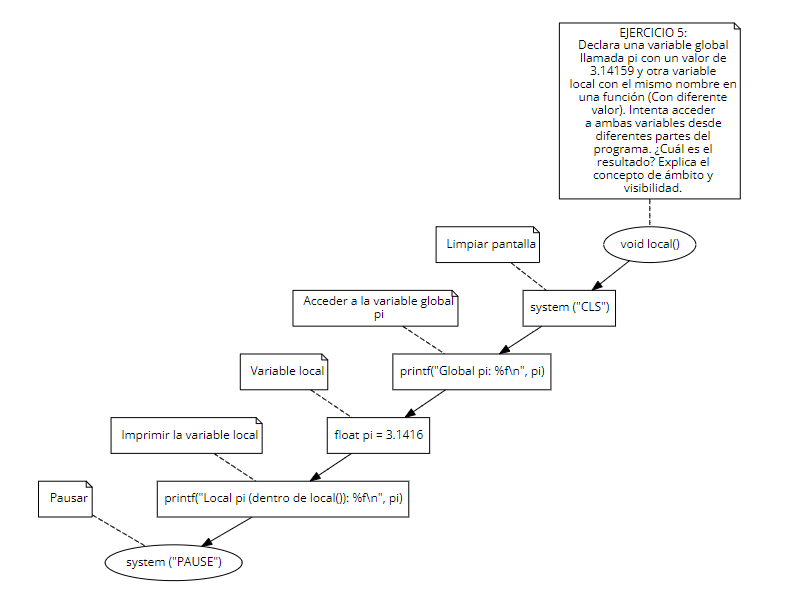 EJERCICIO 5:
Declara una variable global
llamada pi con un valor de
3.14159 y otra variable
local con el mismo nombre en
una función (Con diferente
valor). Intenta acceder
a ambas variables desde
diferentes partes del
programa. ¿Cuál es el
resultado? Explica el
concepto de ámbito y
visibilidad.
void local()
Limpiar pantalla
system ("CLS")
Acceder a la variable global
pi
printf("Global pi: %f\n", pi)
Variable local
float pi = 3.1416
Imprimir la variable local
printf("Local pi (dentro de local()): %f\n", pi)
Pausar
system ("PAUSE")